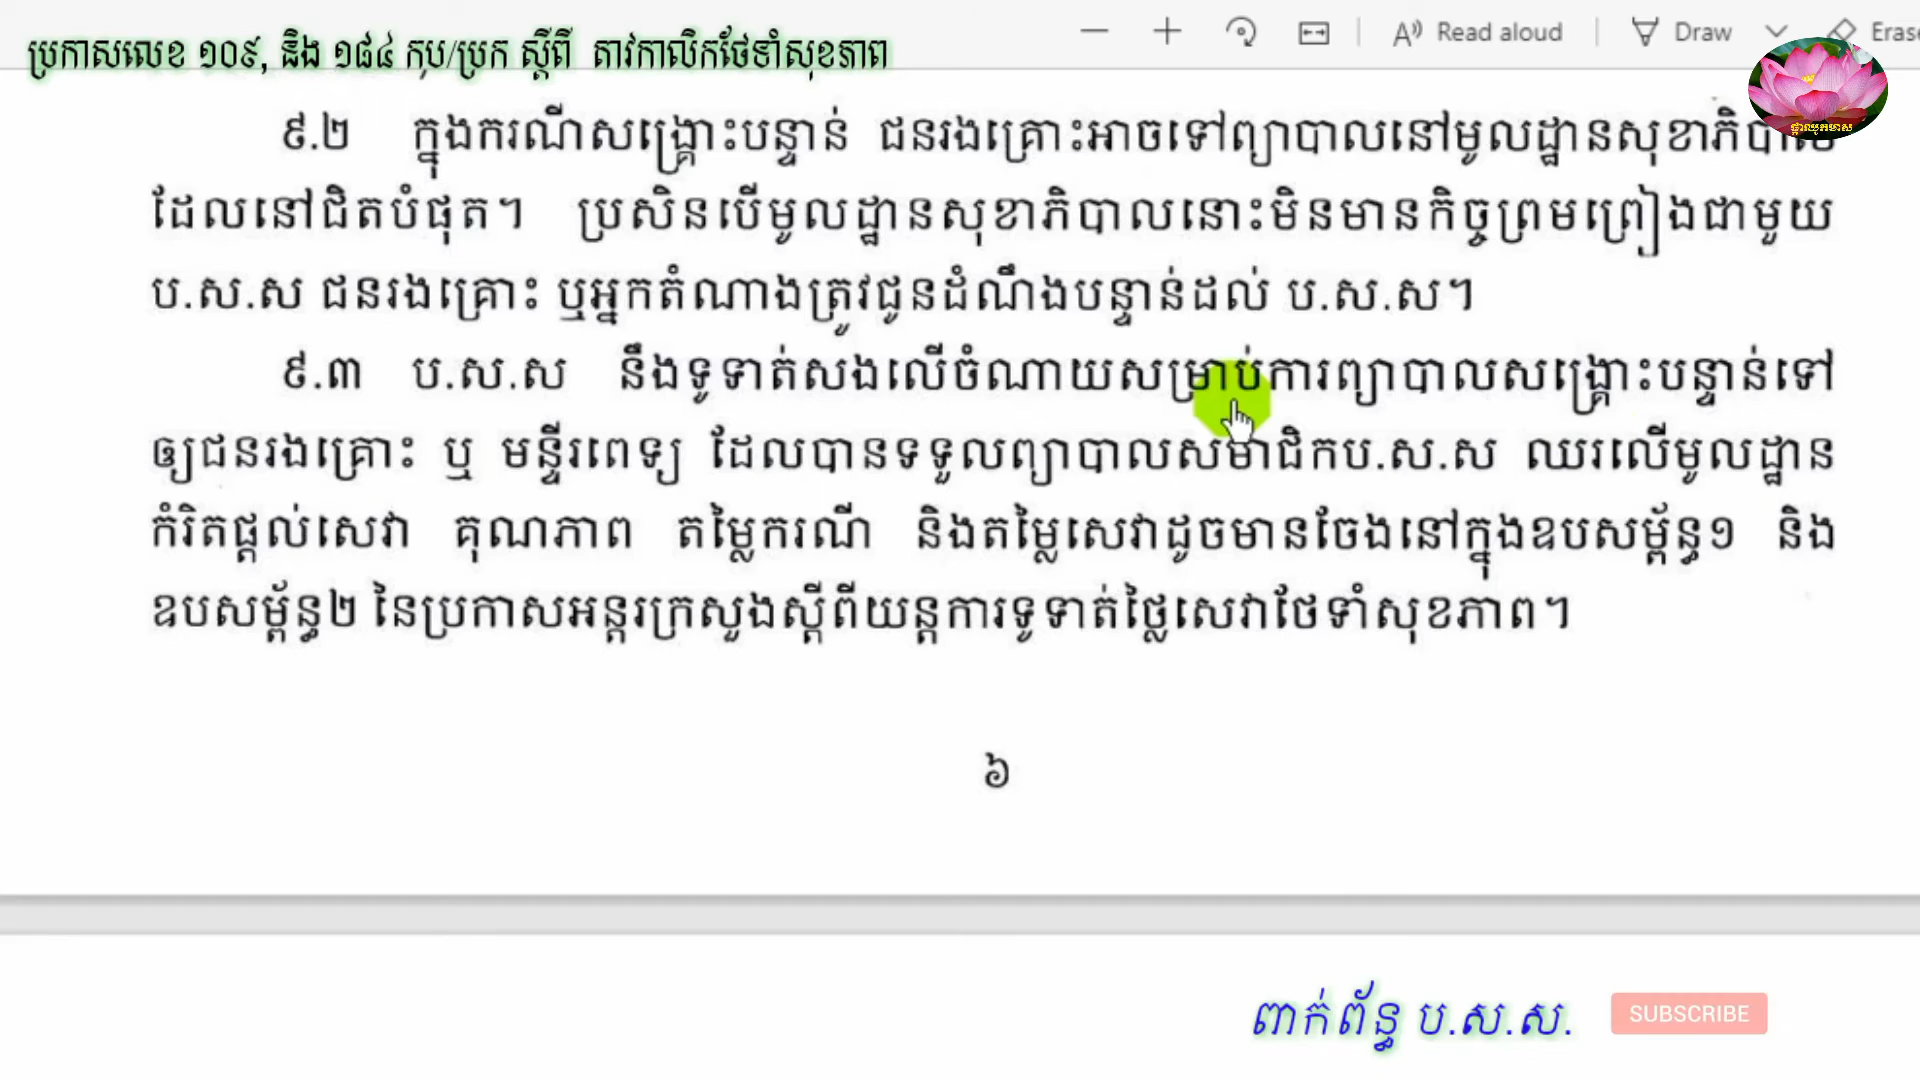 ប្រកាសលេខ ១០៩, និង ១៨៤ កប/ប្រក ស្តីពី តាវកាលិកថែទាំសុខភាព
Read aloud
Draw
Erase
៩.២ ក្នុងករណីសង្គ្រោះបន្ទាន់ ជនរងគ្រោះអាចទៅព្យាបាលនៅមូលដ្ឋានសុខាភិបាល
ដែលនៅជិតបំផុត។ ប្រសិនបើមូលដ្ឋានសុខាភិបាលនោះមិនមានកិច្ចព្រមព្រៀងជាមួយ
ប.ស.ស ជនរងគ្រោះ ឬអ្នកតំណាងត្រូវជូនដំណឹងបន្ទាន់ដល់ ប.ស.ស។
៩.៣ ប.ស.ស នឹងទូទាត់សងលើចំណាយសម្រាប់ការព្យាបាលសង្គ្រោះបន្ទាន់ទៅ
ឲ្យជនរងគ្រោះ ឬ មន្ទីរពេទ្យ ដែលបានទទួលព្យាបាលសមាជិកប.ស.ស ឈរលើមូលដ្ឋាន
កំរិតផ្តល់សេវា គុណភាព តម្លៃករណី និងតម្លៃសេវាដូចមានចែងនៅក្នុងឧបសម្ព័ន្ធ១ និង
ឧបសម្ព័ន្ធ២ នៃប្រកាសអន្តរក្រសួងស្តីពីយន្តការទូទាត់ថ្លៃសេវាថែទាំសុខភាព។
៦
ពាក់ព័ន្ធ ប.ស.ស.
SUBSCRIBE
ផ្កាឈូកមាស